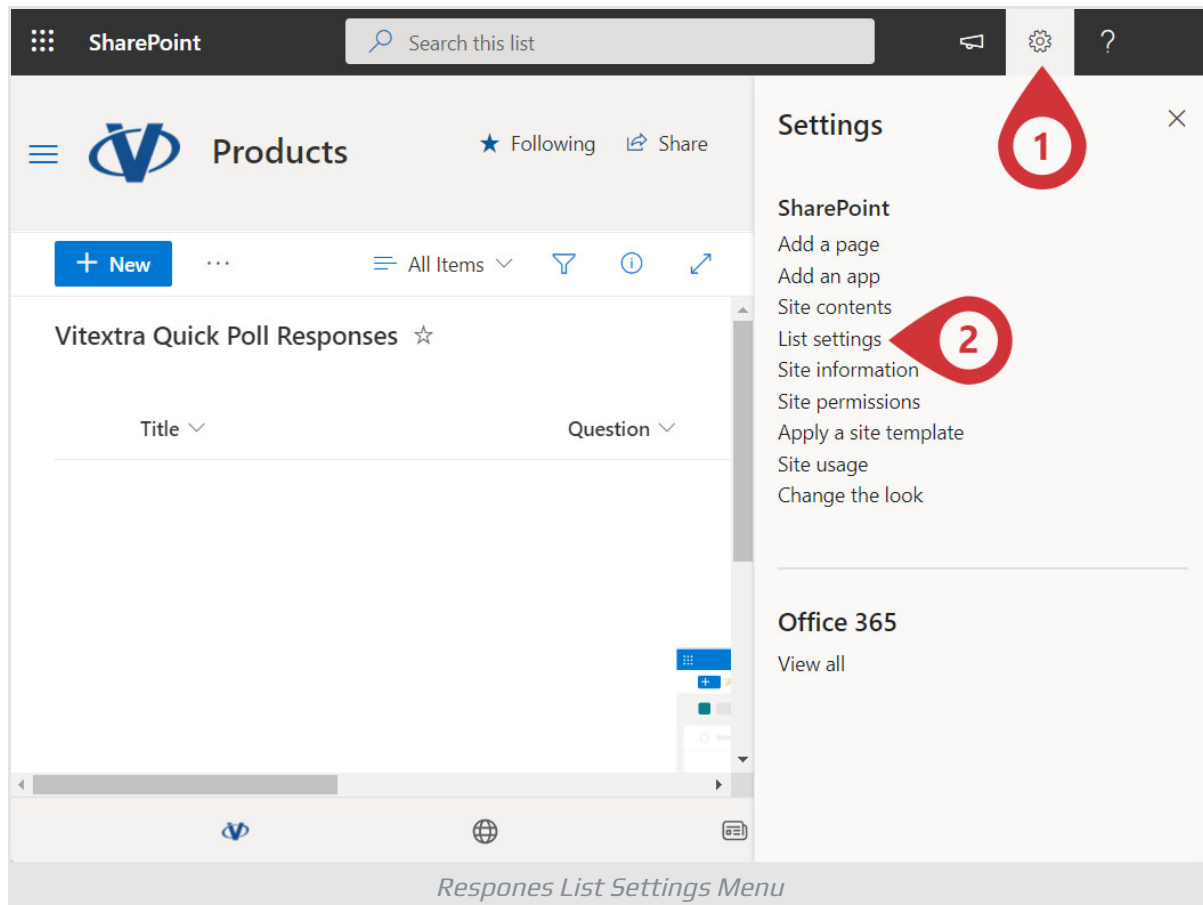 SharePoint
Search this list
?
Products
Following
Share
Settings
1
SharePoint
Add a page
Add an app
Site contents
List settings
2
Site information
Site permissions
Apply a site template
Site usage
Change the look
+ New
...
All Items
Vitextra Quick Poll Responses
Title
Question
Office 365
View all
Respones List Settings Menu